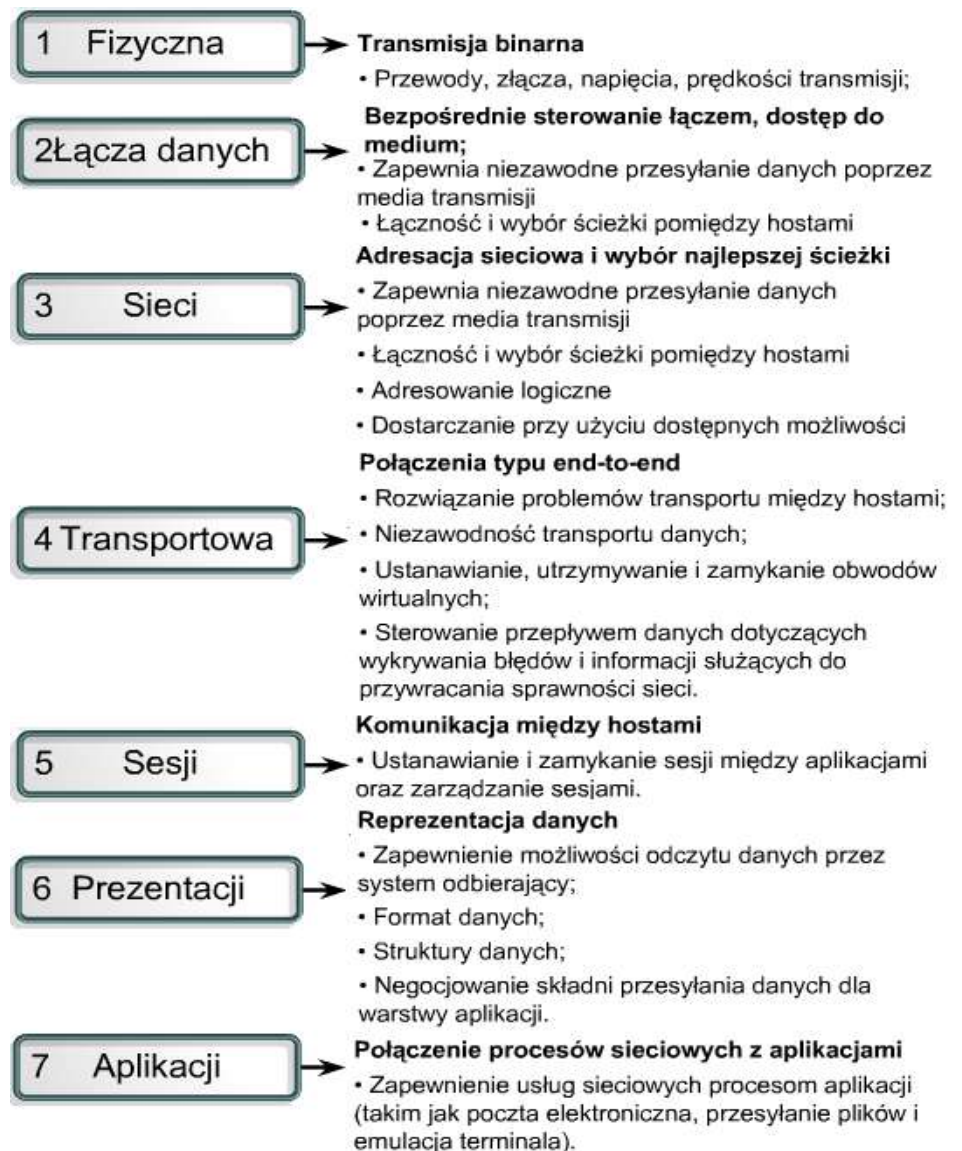 1 Fizyczna
Transmisja binarna
• Przewody, złącza, napięcia, prędkości transmisji;
2Łącza danych
Bezpośrednie sterowanie łączem, dostęp do
medium;
• Zapewnia niezawodne przesyłanie danych poprzez
media transmisji
• Łączność i wybór ścieżki pomiędzy hostami
3 Sieci
Adresacja sieciowa i wybór najlepszej ścieżki
• Zapewnia niezawodne przesyłanie danych
poprzez media transmisji
• Łączność i wybór ścieżki pomiędzy hostami
• Adresowanie logiczne
• Dostarczanie przy użyciu dostępnych możliwości
4 Transportowa
Połączenia typu end-to-end
• Rozwiązanie problemów transportu między hostami;
• Niezawodność transportu danych;
• Ustanawianie, utrzymywanie i zamykanie obwodów
wirtualnych;
• Sterowanie przepływem danych dotyczących
wykrywania błędów i informacji służących do
przywracania sprawności sieci.
5 Sesji
Komunikacja między hostami
• Ustanawianie i zamykanie sesji między aplikacjami
oraz zarządzanie sesjami.
6 Prezentacji
Reprezentacja danych
• Zapewnienie możliwości odczytu danych przez
system odbierający;
• Format danych;
• Struktury danych;
• Negocjowanie składni przesyłania danych dla
warstwy aplikacji.
7 Aplikacji
Połączenie procesów sieciowych z aplikacjami
• Zapewnienie usług sieciowych procesom aplikacji
(takim jak poczta elektroniczna, przesyłanie plików i
emulacja terminala).